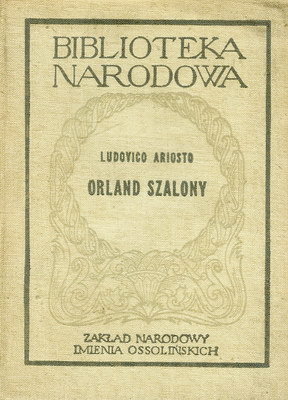 BIBLIOTEKA
NARODOWA
LUDOVICO ARIOSTO
ORLAND SZALONY
ZAKŁAD NARODOWY
IMIENIA OSSOLIŃSKICH